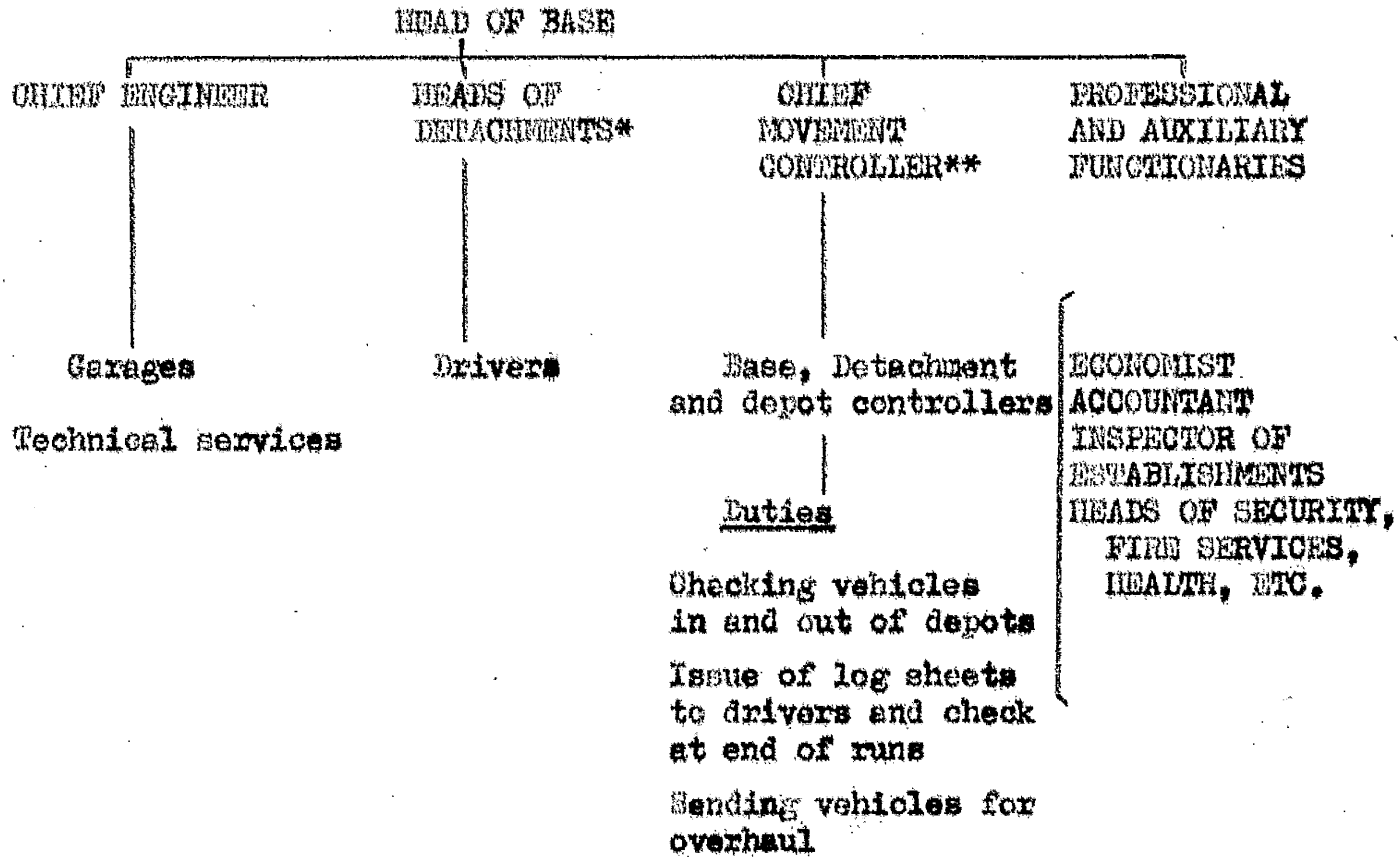 HEAD OF BASE
CHIEF ENGINEER
HEADS OF
DETACHMENTS*
CHIEF
MOVEMENT
CONTROLLER**
PROFESSIONAL
AND AUXILIARY
FUNCTIONARIES
Garages
Technical services
Drivers
Base, Detachment
and depot controllers
Duties
Checking vehicles
in and out of depots
Issue of log sheets
to drivers and check
at end of runs
Sending vehicles for
overhaul
ECONOMIST
ACCOUNTANT
INSPECTOR OF
ESTABLISHMENTS
HEADS OF SECURITY,
FIRE SERVICES,
HEALTH, ETC.